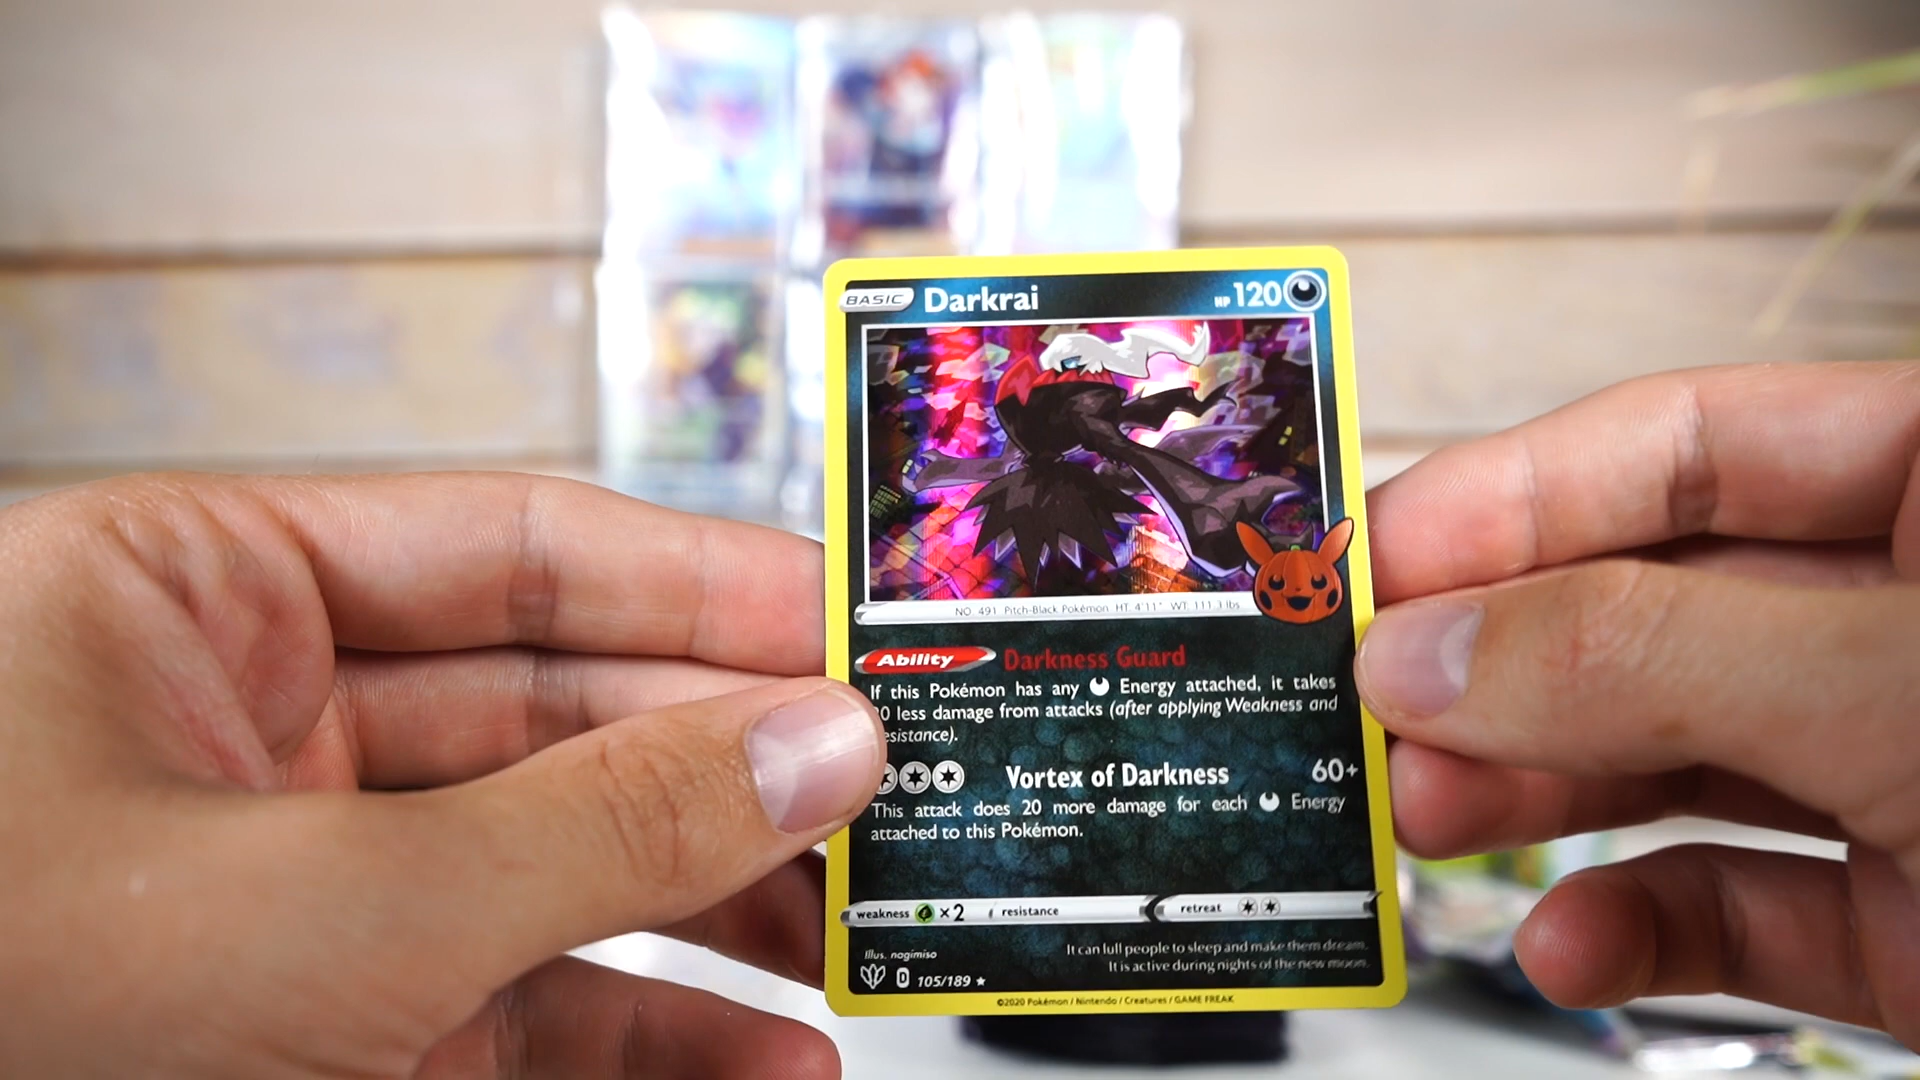 BASIC Darkrai HP 120
NO. 491 Pitch-Black Pokémon HT. 4'11" WT. 111.3 lbs
Ability Darkness Guard
If this Pokémon has any Energy attached, it takes
0 less damage from attacks (after applying Weakness and
esistance).
Vortex of Darkness 60+
This attack does 20 more damage for each Energy
attached to this Pokémon.
weakness ×2 resistance retreat
Illus. nagimiso
It can lull people to sleep and make them dream.
It is active during nights of the new moon.
D 105/189
©2020 Pokémon / Nintendo / Creatures / GAME FREAK